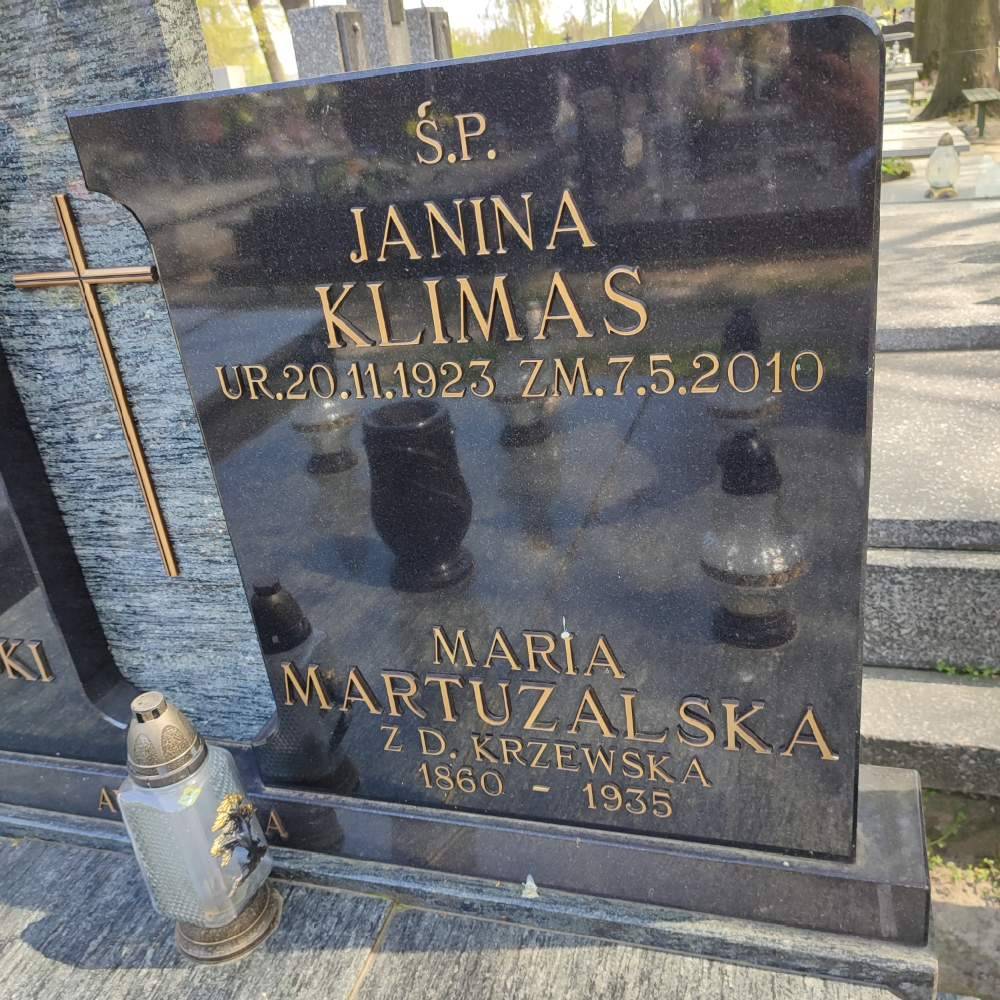 Ś.P.
JANINA
KLIMAS
UR.20.11.1923 ZM.7.5.2010
MARIA
MARTUZALSKA
Z D. KRZEWSKA
1860 - 1935